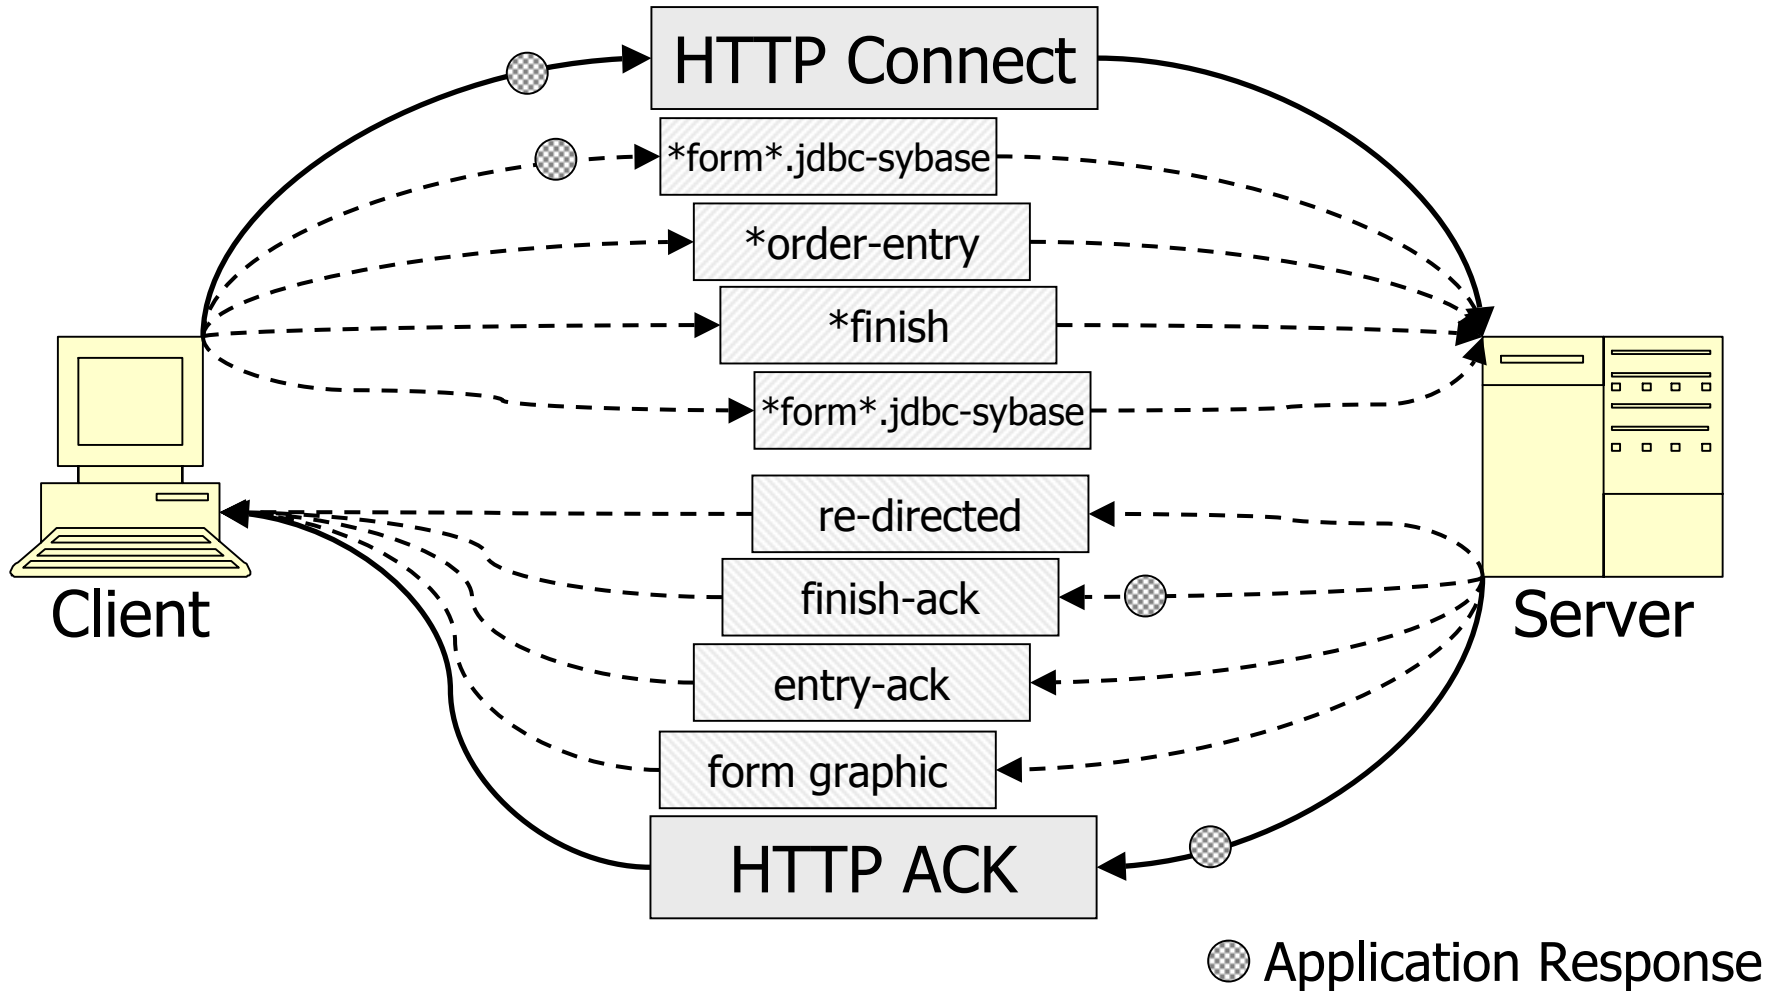 HTTP Connect
*form*.jdbc-sybase
*order-entry
*finish
*form*.jdbc-sybase
re-directed
finish-ack
entry-ack
form graphic
HTTP ACK
Client
Server
Application Response